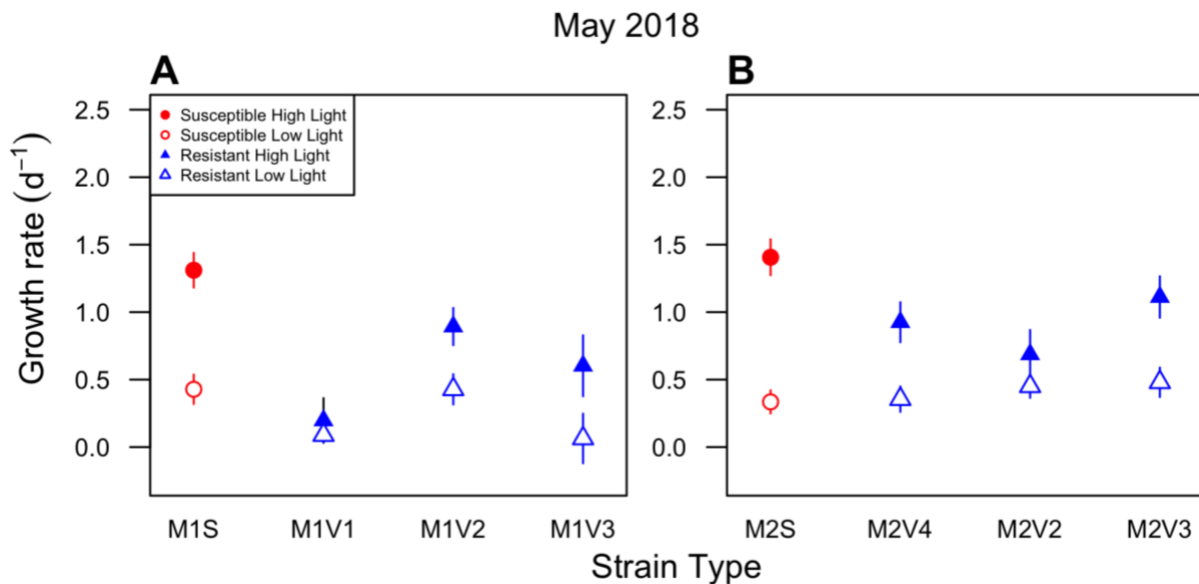 May 2018
A
B
Growth rate (d⁻¹)
2.5
2.0
1.5
1.0
0.5
0.0
Susceptible High Light
Susceptible Low Light
Resistant High Light
Resistant Low Light
2.5
2.0
1.5
1.0
0.5
0.0
M1S M1V1 M1V2 M1V3
M2S M2V4 M2V2 M2V3
Strain Type